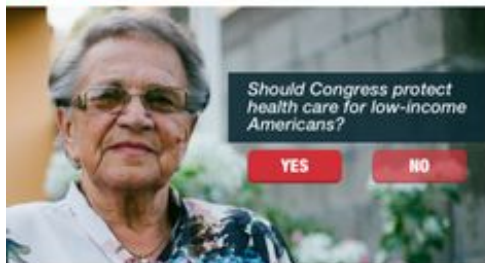 Should Congress protect
health care for low-income
Americans?
YES
NO